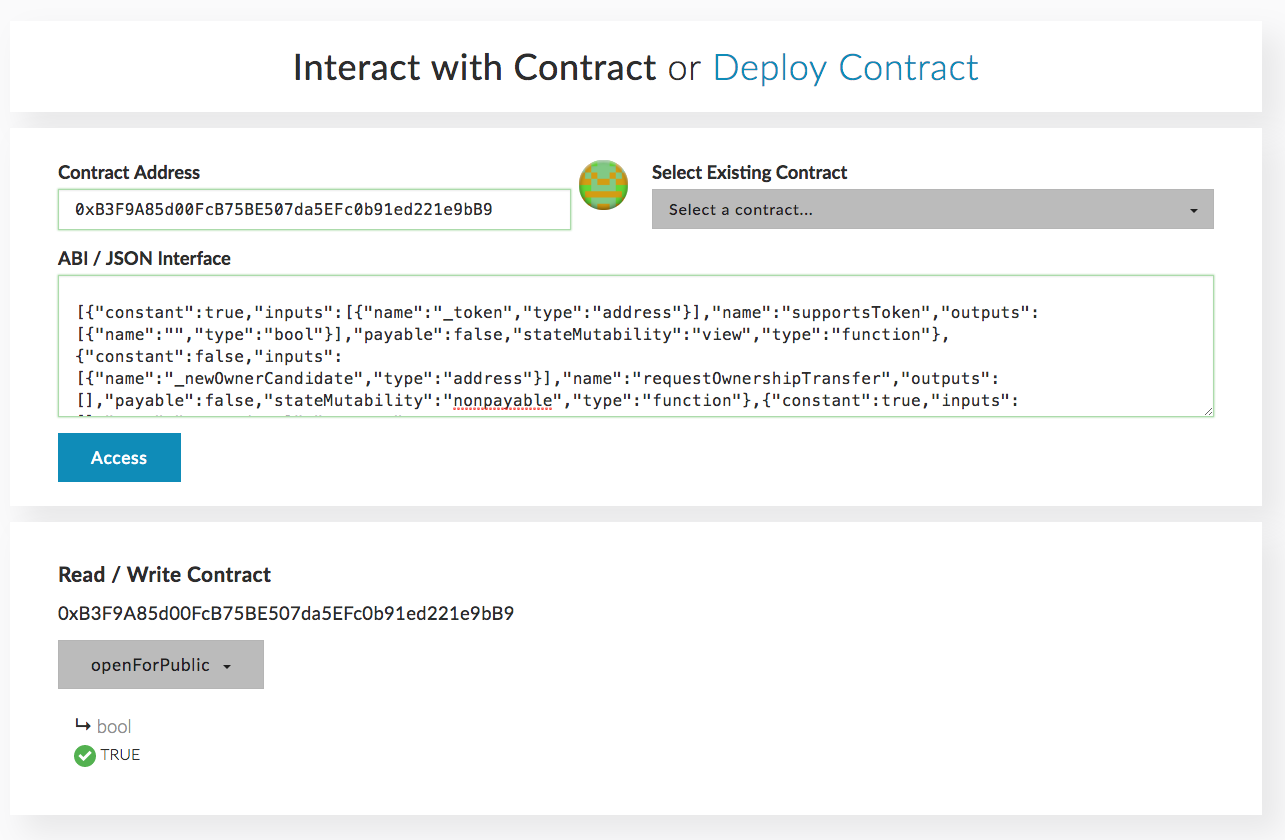 Interact with Contract or Deploy Contract
Contract Address
Select Existing Contract
0xB3F9A85d00FcB75BE507da5EFc0b91ed221e9bB9
Select a contract...
ABI / JSON Interface
[{"constant":true,"inputs":[{"name":"_token","type":"address"}],"name":"supportsToken","outputs":
[{"name":"","type":"bool"}],"payable":false,"stateMutability":"view","type":"function"},
{"constant":false,"inputs":
[{"name":"_newOwnerCandidate","type":"address"}],"name":"requestOwnershipTransfer","outputs":
[],"payable":false,"stateMutability":"nonpayable","type":"function"},{"constant":true,"inputs":
Access
Read / Write Contract
0xB3F9A85d00FcB75BE507da5EFc0b91ed221e9bB9
openForPublic
bool
TRUE